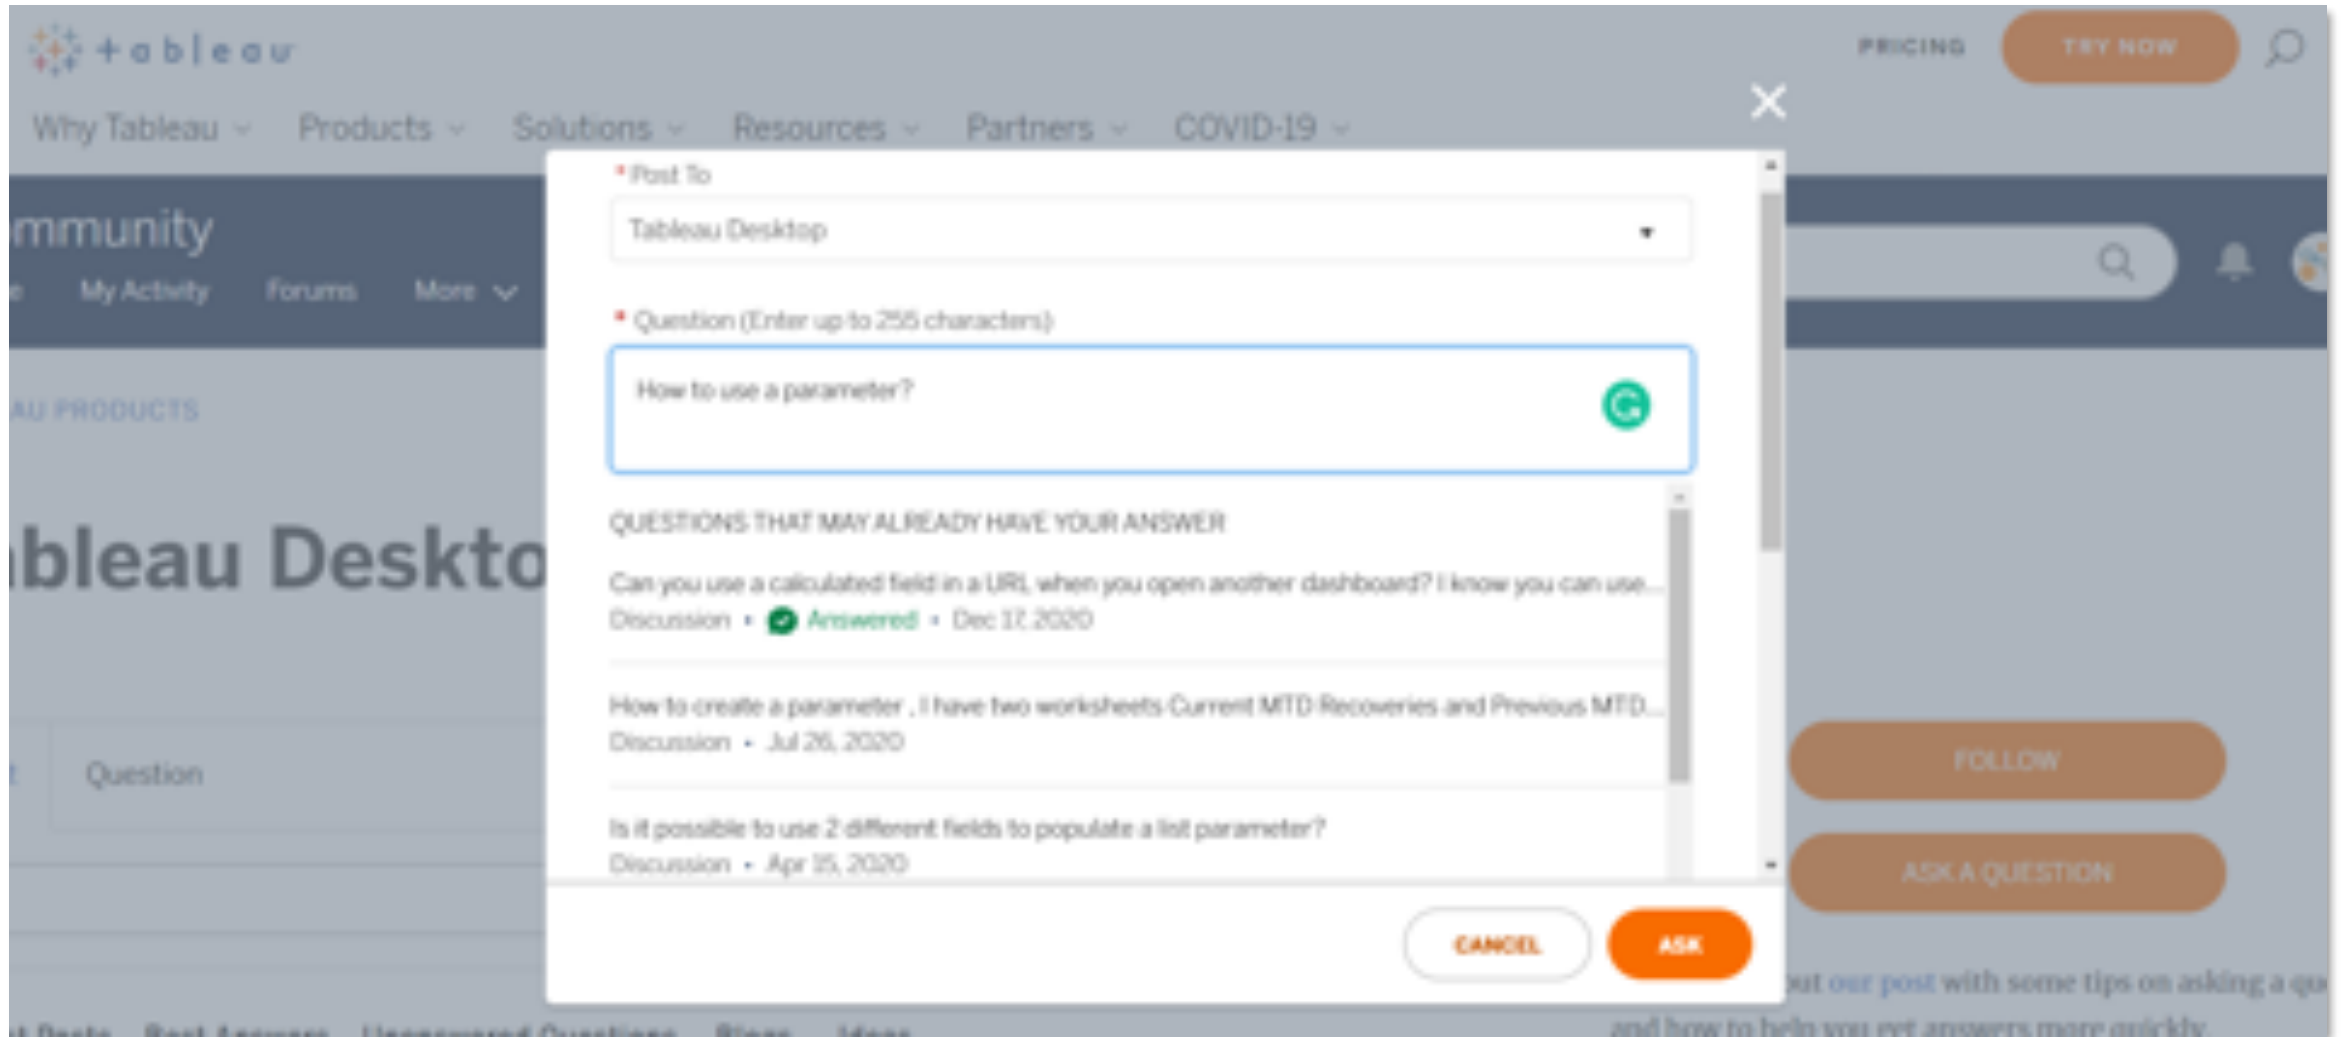 + a b l e a u
PRICING
TRY NOW
Why Tableau
Products
Solutions
Resources
Partners
COVID-19
* Post To
Tableau Desktop
ommunity
e
My Activity
Forums
More
* Question (Enter up to 255 characters)
How to use a parameter?
AU PRODUCTS
QUESTIONS THAT MAY ALREADY HAVE YOUR ANSWER
ableau Deskto
Can you use a calculated field in a URL when you open another dashboard? I know you can use...
Discussion • Answered • Dec 17, 2020
How to create a parameter , I have two worksheets Current MTD Recoveries and Previous MTD...
Discussion • Jul 26, 2020
t
Question
FOLLOW
Is it possible to use 2 different fields to populate a list parameter?
Discussion • Apr 15, 2020
ASK A QUESTION
CANCEL
ASK
out our post with some tips on asking a qu
and how to help you get answers more quickly.
t Posts
Best Answers
Unanswered Questions
Blogs
Ideas